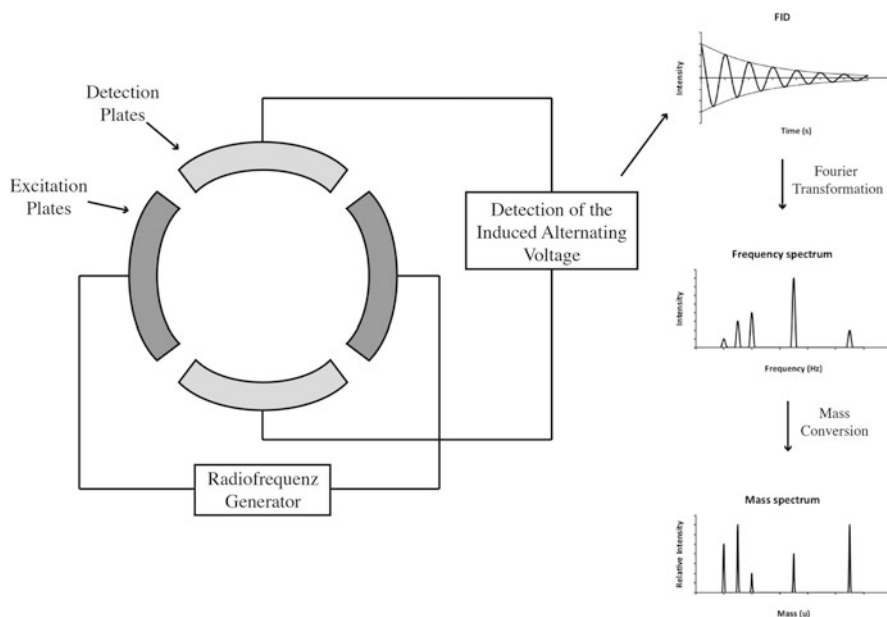 Detection
Plates
Excitation
Plates
Radiofrequenz
Generator
Detection of the
Induced Alternating
Voltage
FID
Intensity
Time (s)
Fourier
Transformation
Frequency spectrum
Intensity
Frequency (Hz)
Mass
Conversion
Mass spectrum
Relative Intensity
Mass (u)